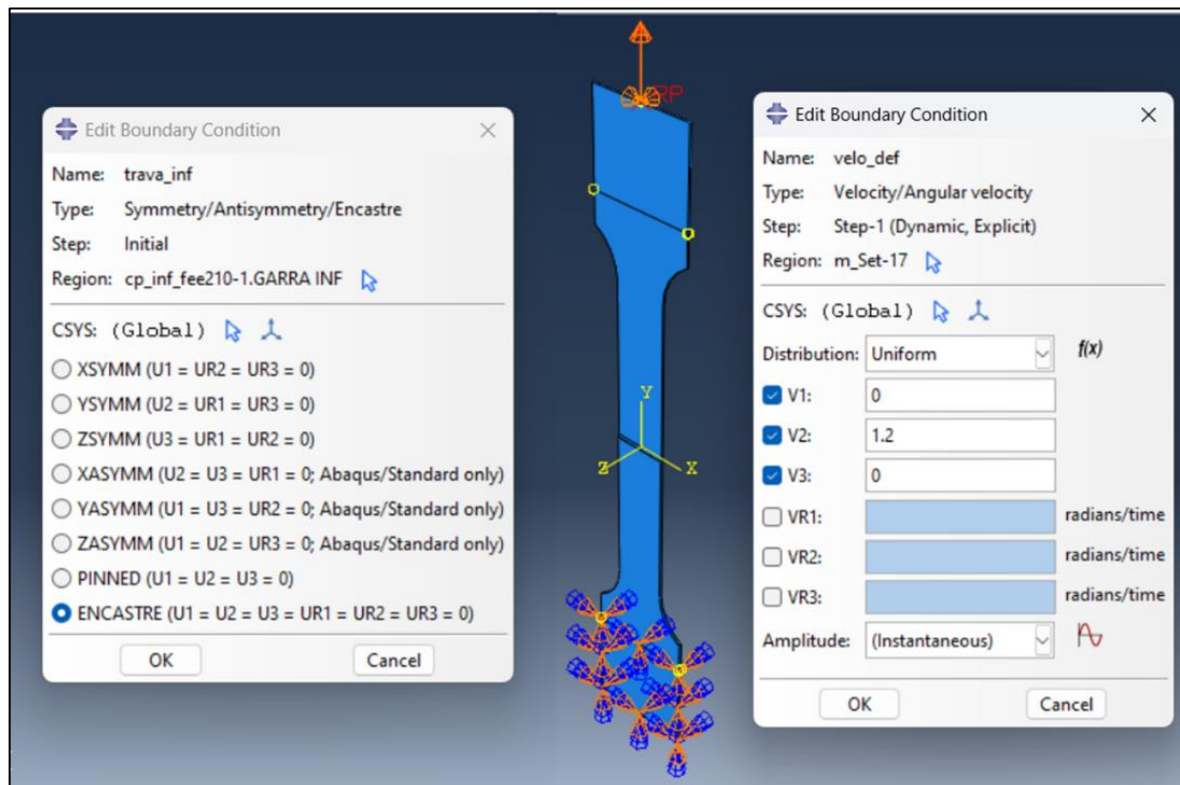 Edit Boundary Condition
Name: trava_inf
Type: Symmetry/Antisymmetry/Encastre
Step: Initial
Region: cp_inf_fee210-1.GARRA INF
CSYS: (Global)
XSYMM (U1 = UR2 = UR3 = 0)
YSYMM (U2 = UR1 = UR3 = 0)
ZSYMM (U3 = UR1 = UR2 = 0)
XASYMM (U2 = U3 = UR1 = 0; Abaqus/Standard only)
YASYMM (U1 = U3 = UR2 = 0; Abaqus/Standard only)
ZASYMM (U1 = U2 = UR3 = 0; Abaqus/Standard only)
PINNED (U1 = U2 = U3 = 0)
ENCASTRE (U1 = U2 = U3 = UR1 = UR2 = UR3 = 0)
OK Cancel
RP
Y
Z X
Edit Boundary Condition
Name: velo_def
Type: Velocity/Angular velocity
Step: Step-1 (Dynamic, Explicit)
Region: m_Set-17
CSYS: (Global)
Distribution: Uniform f(x)
V1: 0
V2: 1.2
V3: 0
VR1: radians/time
VR2: radians/time
VR3: radians/time
Amplitude: (Instantaneous)
OK Cancel